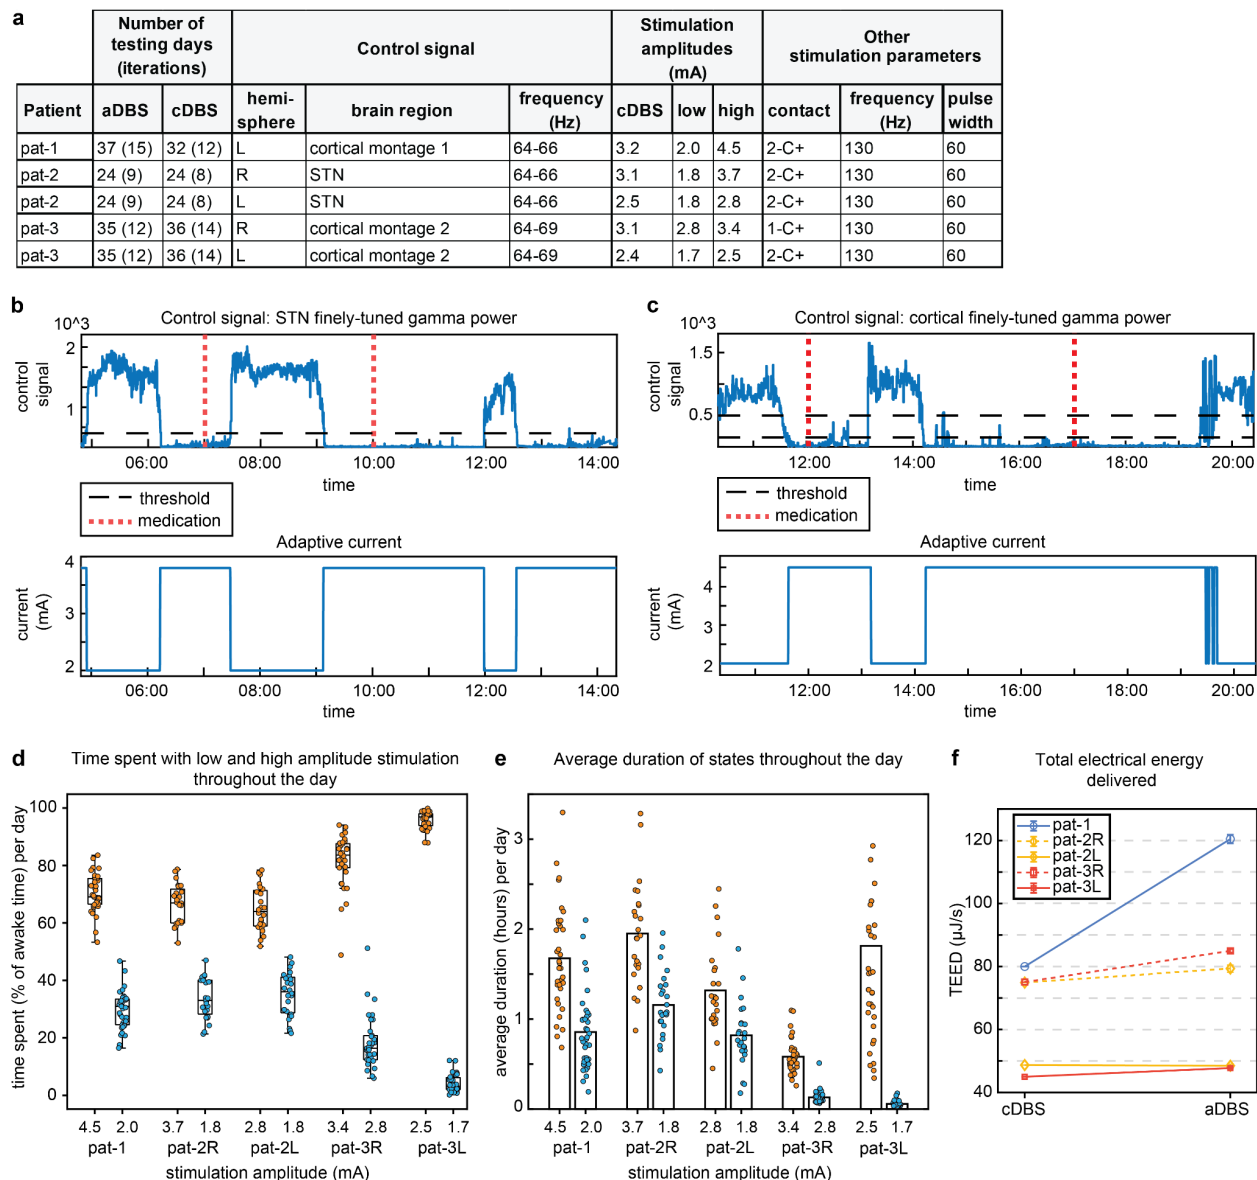 a
Number of testing days (iterations) Control signal Stimulation amplitudes (mA) Other stimulation parameters
Patient aDBS cDBS hemi-sphere brain region frequency (Hz) cDBS low high contact frequency (Hz) pulse width
pat-1 37 (15) 32 (12) L cortical montage 1 64-66 3.2 2.0 4.5 2-C+ 130 60
pat-2 24 (9) 24 (8) R STN 64-66 3.1 1.8 3.7 2-C+ 130 60
pat-2 24 (9) 24 (8) L STN 64-66 2.5 1.8 2.8 2-C+ 130 60
pat-3 35 (12) 36 (14) R cortical montage 2 64-69 3.1 2.8 3.4 1-C+ 130 60
pat-3 35 (12) 36 (14) L cortical montage 2 64-69 2.4 1.7 2.5 2-C+ 130 60
b
Control signal: STN finely-tuned gamma power
10^3
2
1
control signal
06:00 08:00 10:00 12:00 14:00
time
threshold
medication
Adaptive current
4
3
2
current (mA)
06:00 08:00 10:00 12:00 14:00
time
c
Control signal: cortical finely-tuned gamma power
10^3
1.5
1.0
0.5
control signal
12:00 14:00 16:00 18:00 20:00
time
threshold
medication
Adaptive current
4
3
2
current (mA)
12:00 14:00 16:00 18:00 20:00
time
d
Time spent with low and high amplitude stimulation
throughout the day
time spent (% of awake time) per day
100
80
60
40
20
0
4.5 2.0 3.7 1.8 2.8 1.8 3.4 2.8 2.5 1.7
pat-1 pat-2R pat-2L pat-3R pat-3L
stimulation amplitude (mA)
e
Average duration of states throughout the day
average duration (hours) per day
3
2
1
0
4.5 2.0 3.7 1.8 2.8 1.8 3.4 2.8 2.5 1.7
pat-1 pat-2R pat-2L pat-3R pat-3L
stimulation amplitude (mA)
f
Total electrical energy
delivered
TEED (µJ/s)
120
100
80
60
40
pat-1
pat-2R
pat-2L
pat-3R
pat-3L
cDBS aDBS